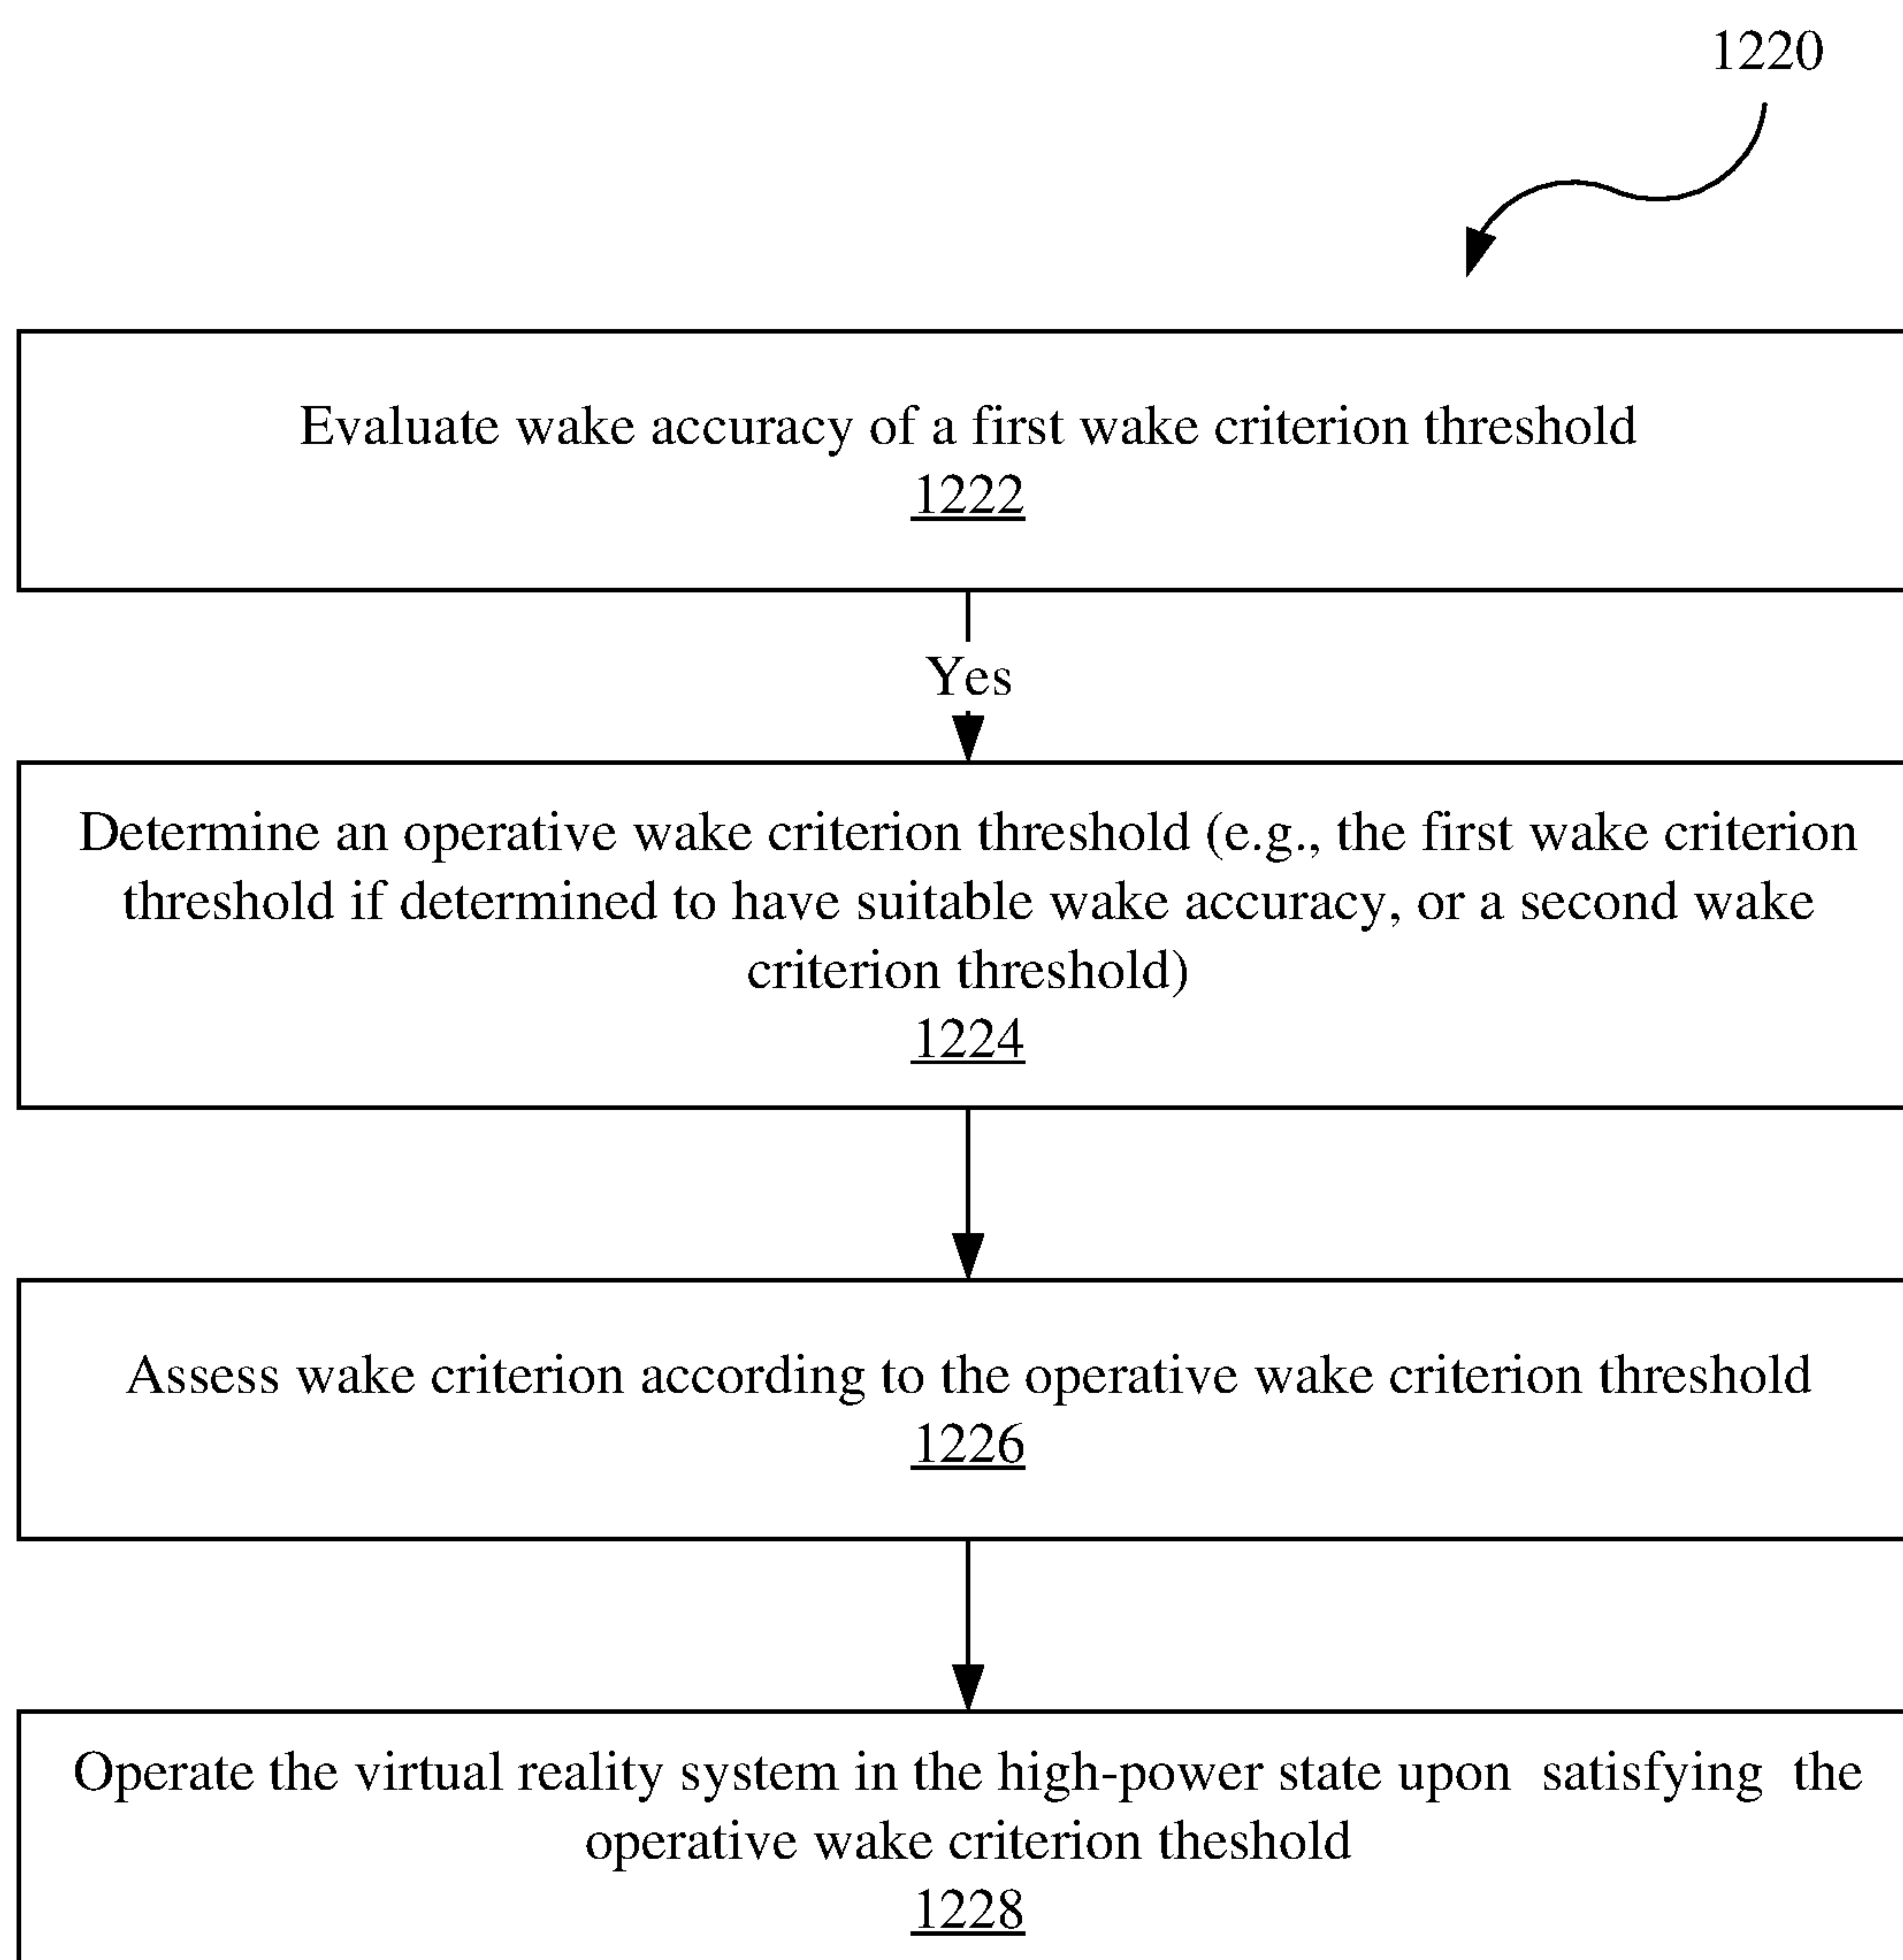 1220
Evaluate wake accuracy of a first wake criterion threshold
1222
Yes
Determine an operative wake criterion threshold (e.g., the first wake criterion
threshold if determined to have suitable wake accuracy, or a second wake
criterion threshold)
1224
Assess wake criterion according to the operative wake criterion threshold
1226
Operate the virtual reality system in the high-power state upon  satisfying  the
operative wake criterion theshold
1228